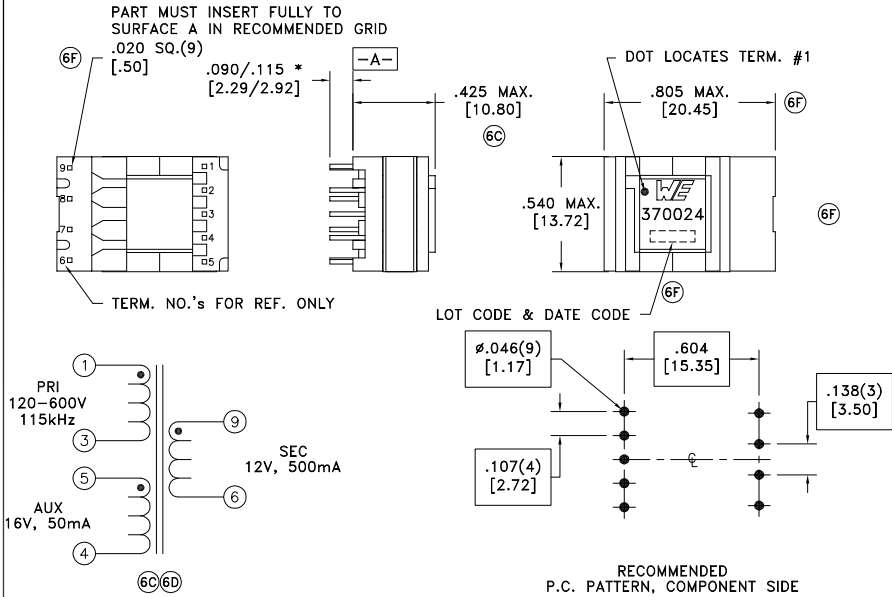 PART MUST INSERT FULLY TO
SURFACE A IN RECOMMENDED GRID
.020 SQ.(9)
[.50]
6F
.090/.115 *
[2.29/2.92]
-A-
.425 MAX.
[10.80]
6C
DOT LOCATES TERM. #1
.805 MAX.
[20.45]
6F
9
8
7
6
1
2
3
4
5
.540 MAX.
[13.72]
WE
370024
6F
6F
TERM. NO.'s FOR REF. ONLY
LOT CODE & DATE CODE
1
PRI
120-600V
115kHz
3
5
AUX
16V, 50mA
4
9
SEC
12V, 500mA
6
6C 6D
ø.046(9)
[1.17]
.604
[15.35]
.138(3)
[3.50]
.107(4)
[2.72]
℄
RECOMMENDED
P.C. PATTERN, COMPONENT SIDE